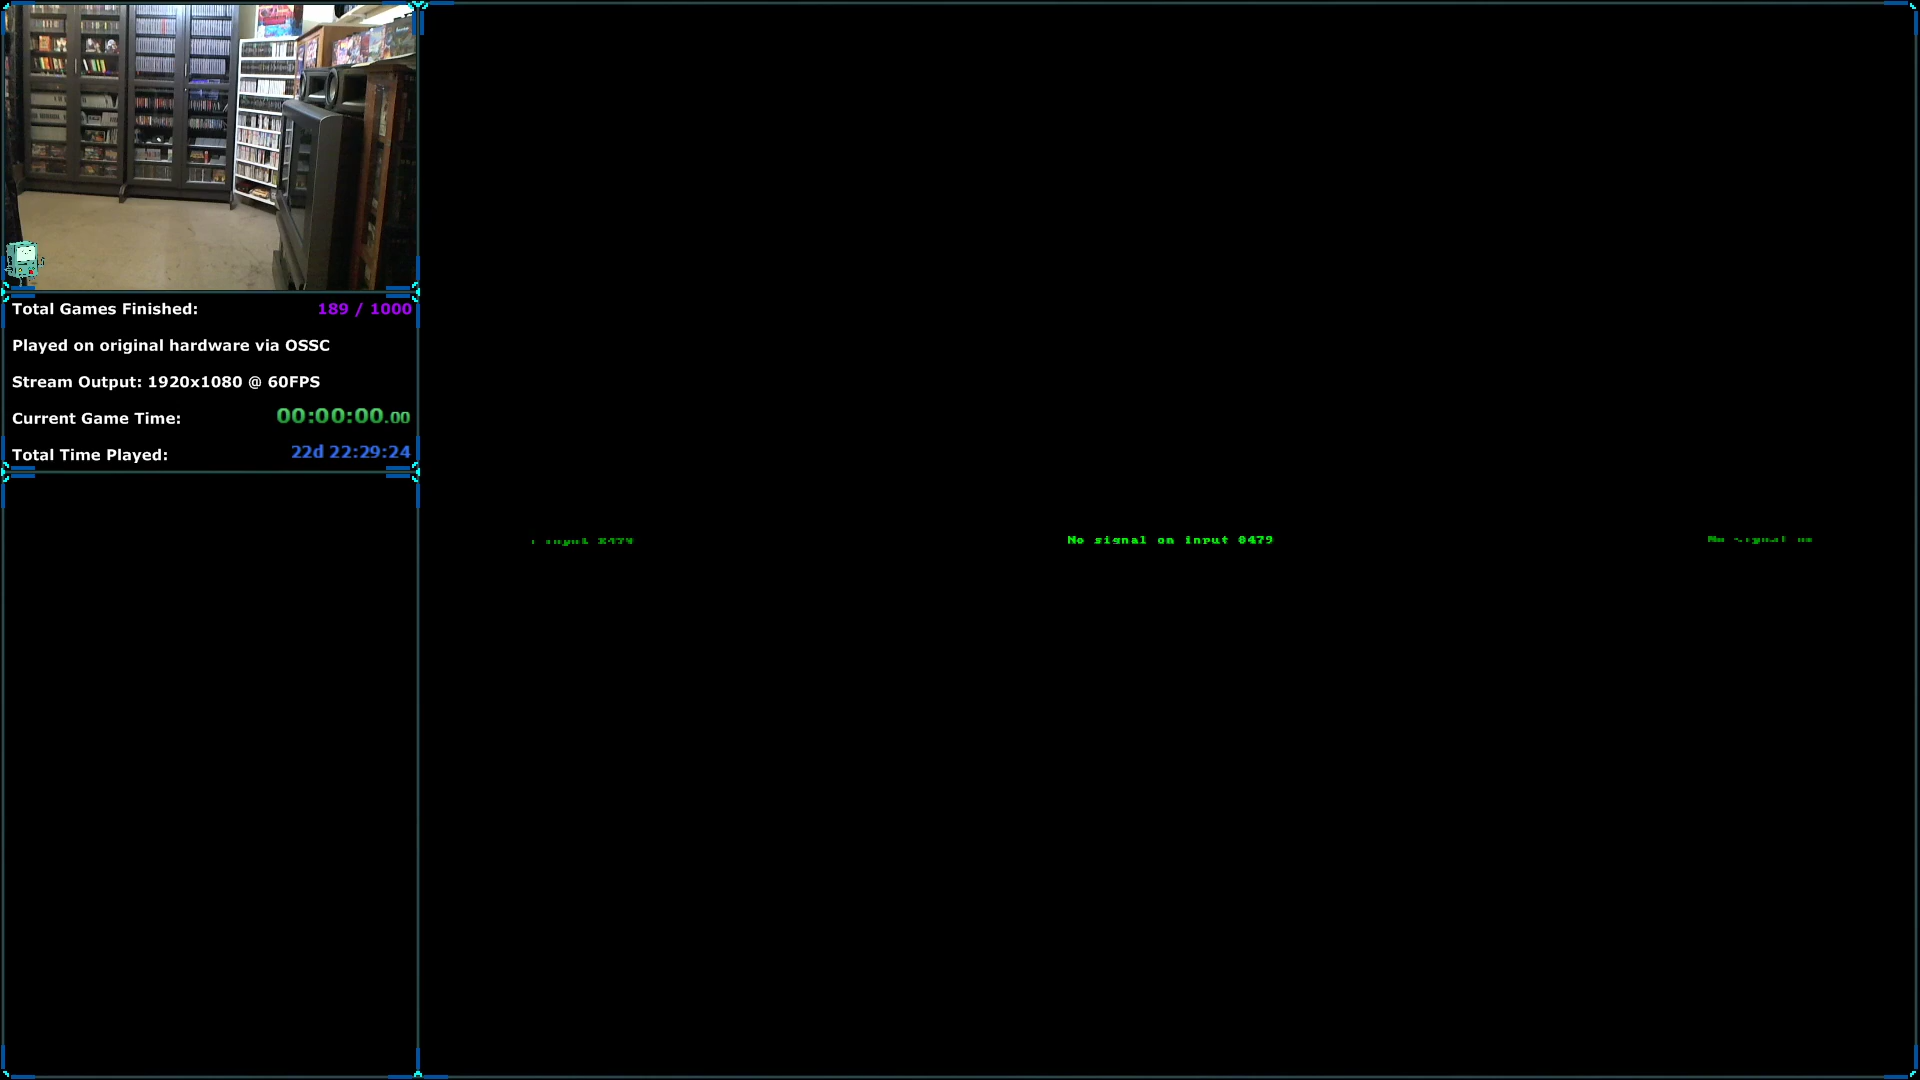 Total Games Finished: 189 / 1000
Played on original hardware via OSSC
Stream Output: 1920x1080 @ 60FPS
Current Game Time: 00:00:00.00
Total Time Played: 22d 22:29:24
No signal on input 0479